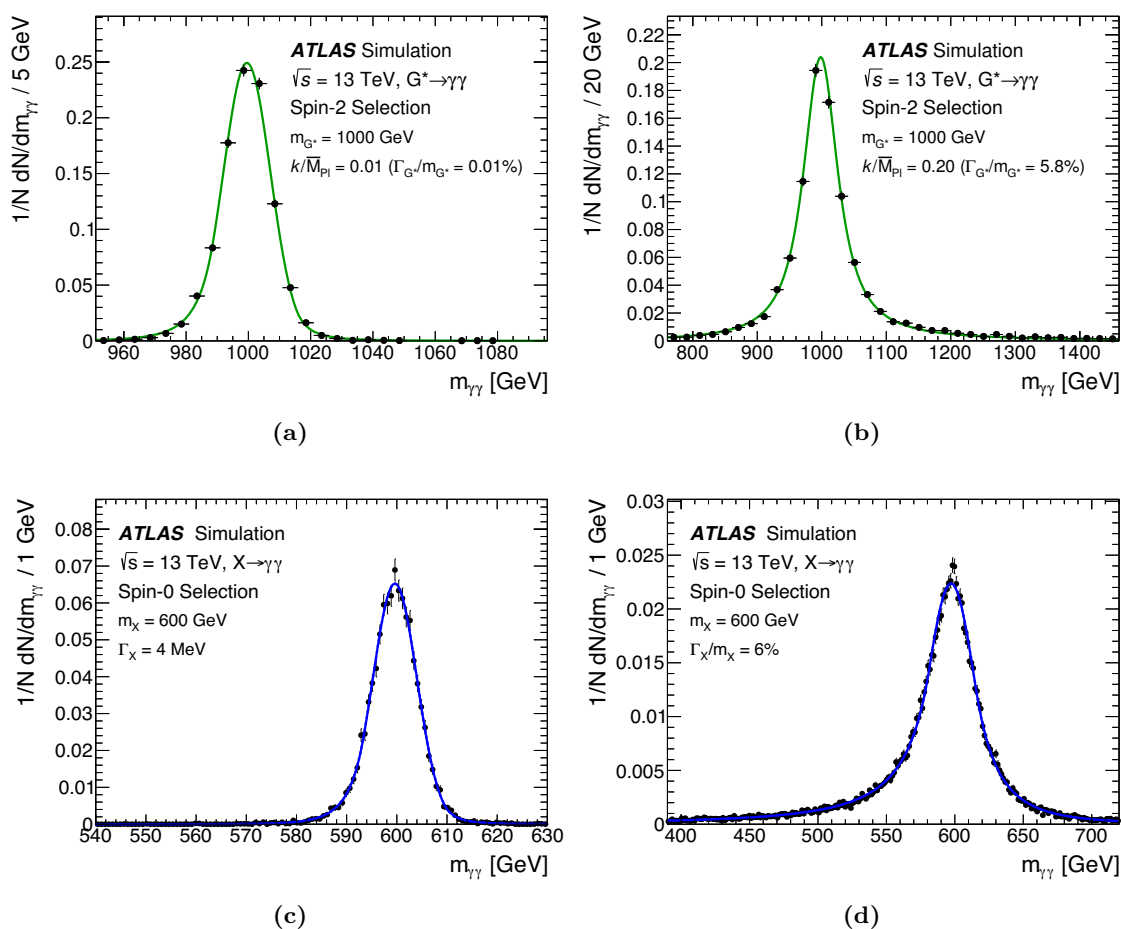 1/N dN/dm_γγ / 5 GeV
0.25
0.2
0.15
0.1
0.05
0
ATLAS Simulation
√s = 13 TeV, G*→γγ
Spin-2 Selection
m_G* = 1000 GeV
k/M̅_Pl = 0.01 (Γ_G*/m_G* = 0.01%)
960 980 1000 1020 1040 1060 1080
m_γγ [GeV]
(a)
1/N dN/dm_γγ / 20 GeV
0.22
0.2
0.18
0.16
0.14
0.12
0.1
0.08
0.06
0.04
0.02
0
ATLAS Simulation
√s = 13 TeV, G*→γγ
Spin-2 Selection
m_G* = 1000 GeV
k/M̅_Pl = 0.20 (Γ_G*/m_G* = 5.8%)
800 900 1000 1100 1200 1300 1400
m_γγ [GeV]
(b)
1/N dN/dm_γγ / 1 GeV
0.08
0.07
0.06
0.05
0.04
0.03
0.02
0.01
0
ATLAS Simulation
√s = 13 TeV, X→γγ
Spin-0 Selection
m_X = 600 GeV
Γ_X = 4 MeV
540 550 560 570 580 590 600 610 620 630
m_γγ [GeV]
(c)
1/N dN/dm_γγ / 1 GeV
0.03
0.025
0.02
0.015
0.01
0.005
0
ATLAS Simulation
√s = 13 TeV, X→γγ
Spin-0 Selection
m_X = 600 GeV
Γ_X/m_X = 6%
400 450 500 550 600 650 700
m_γγ [GeV]
(d)